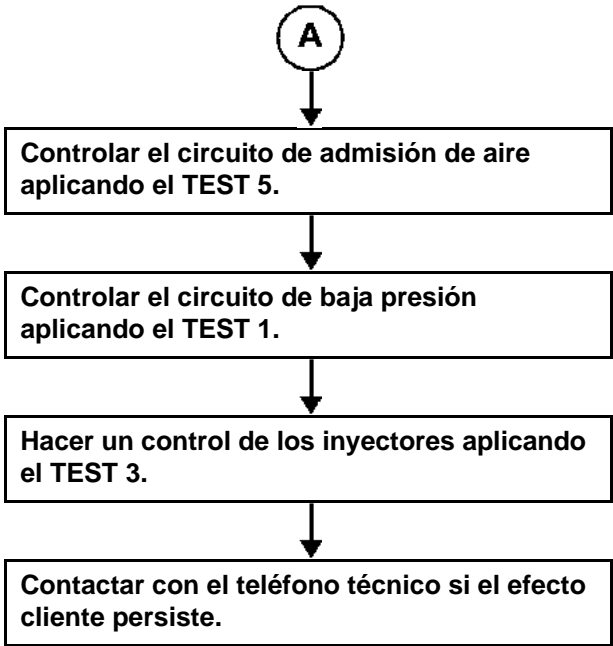 A
Controlar el circuito de admisión de aire
aplicando el TEST 5.
Controlar el circuito de baja presión
aplicando el TEST 1.
Hacer un control de los inyectores aplicando
el TEST 3.
Contactar con el teléfono técnico si el efecto
cliente persiste.